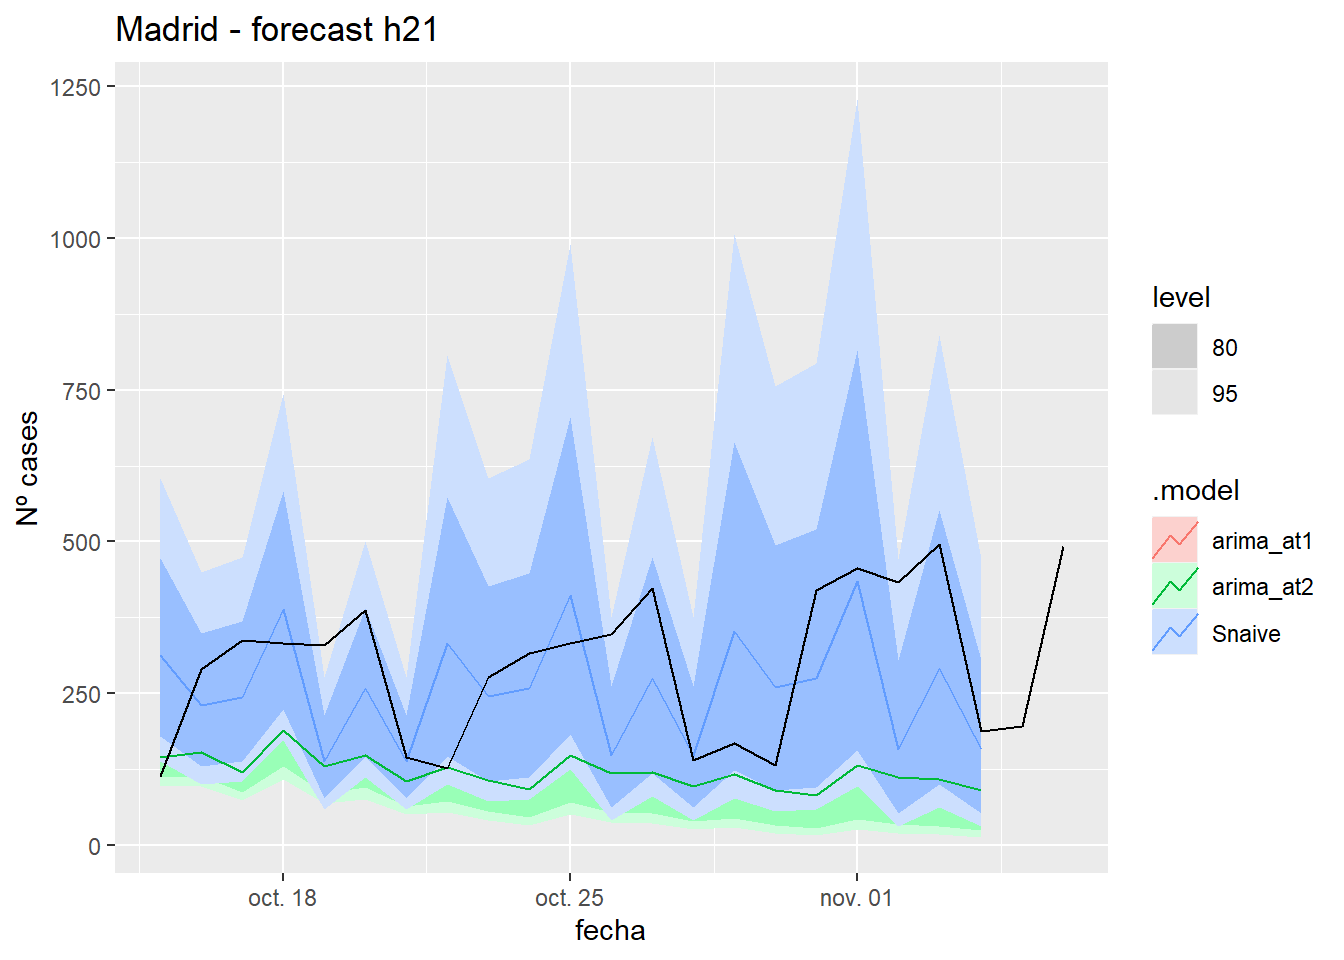 Madrid - forecast h21
Nº cases
1250
1000
750
500
250
0
oct. 18
oct. 25
nov. 01
fecha
level
80
95
.model
arima_at1
arima_at2
Snaive